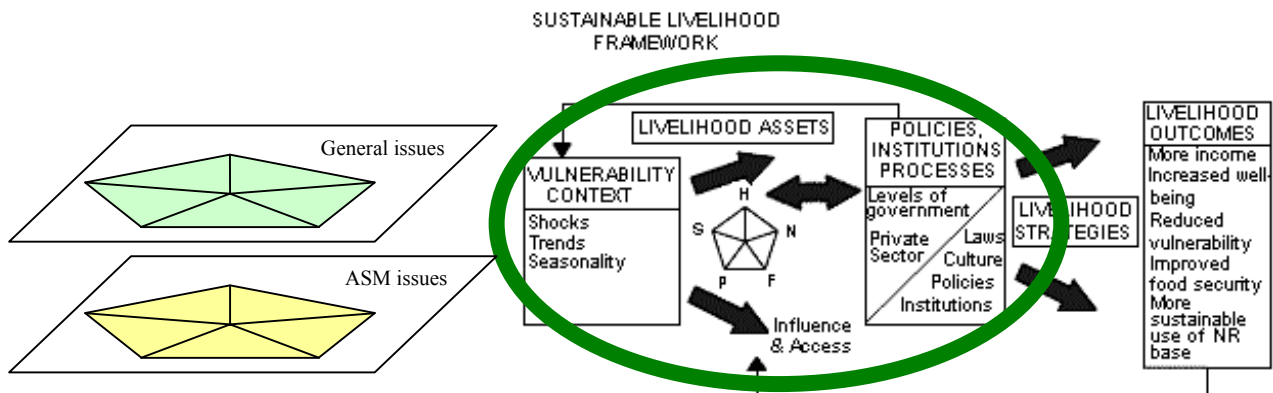 SUSTAINABLE LIVELIHOOD
FRAMEWORK
General issues
ASM issues
VULNERABILITY
CONTEXT
Shocks
Trends
Seasonality
LIVELIHOOD ASSETS
H
S
N
P
F
Influence
& Access
POLICIES,
INSTITUTIONS
PROCESSES
Levels of
government
Private
Sector
Laws
Culture
Policies
Institutions
LIVELIHOOD
STRATEGIES
LIVELIHOOD
OUTCOMES
More income
Increased well-
being
Reduced
vulnerability
Improved
food security
More
sustainable
use of NR
base